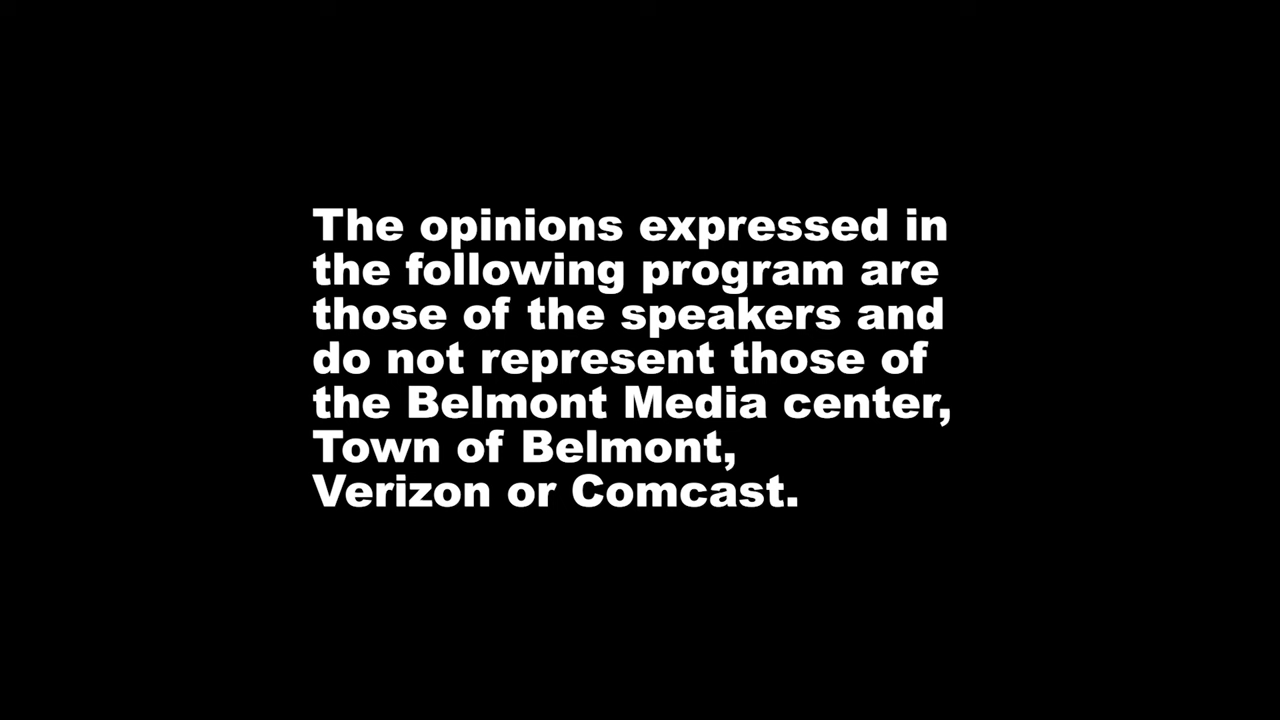 The opinions expressed in
the following program are
those of the speakers and
do not represent those of
the Belmont Media center,
Town of Belmont,
Verizon or Comcast.